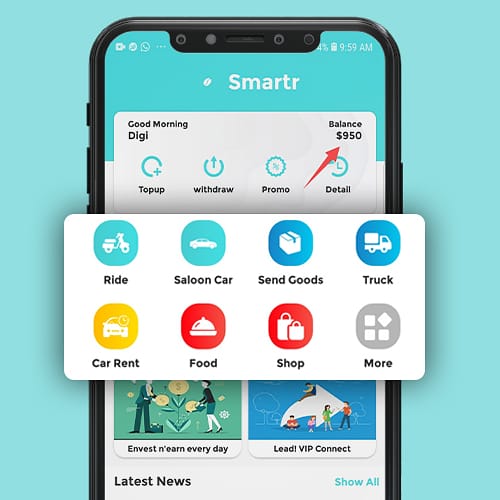 4% 9:59 AM
Smartr
Good Morning
Digi
Balance
$950
Topup
withdraw
Promo
Detail
Ride
Saloon Car
Send Goods
Truck
Car Rent
Food
Shop
More
Envest n'earn every day
Lead! VIP Connect
Latest News
Show All